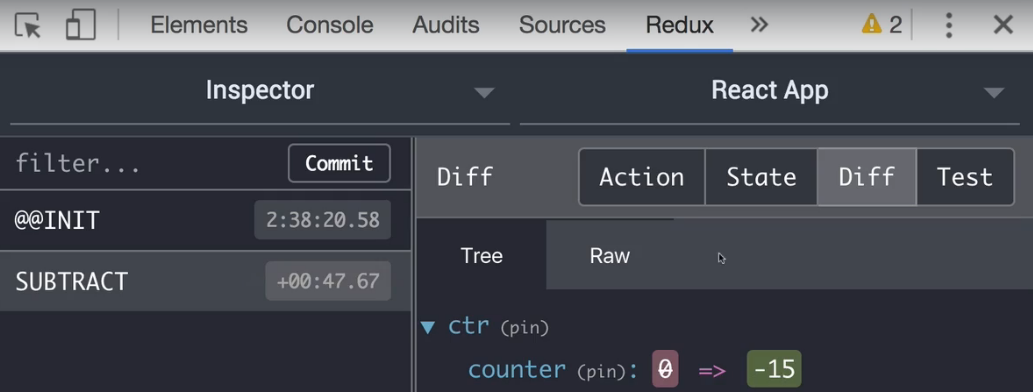 Elements Console Audits Sources Redux » 2
Inspector React App
filter... Commit
Diff Action State Diff Test
@@INIT 2:38:20.58
Tree Raw
SUBTRACT +00:47.67
ctr (pin)
counter (pin): 0 => -15